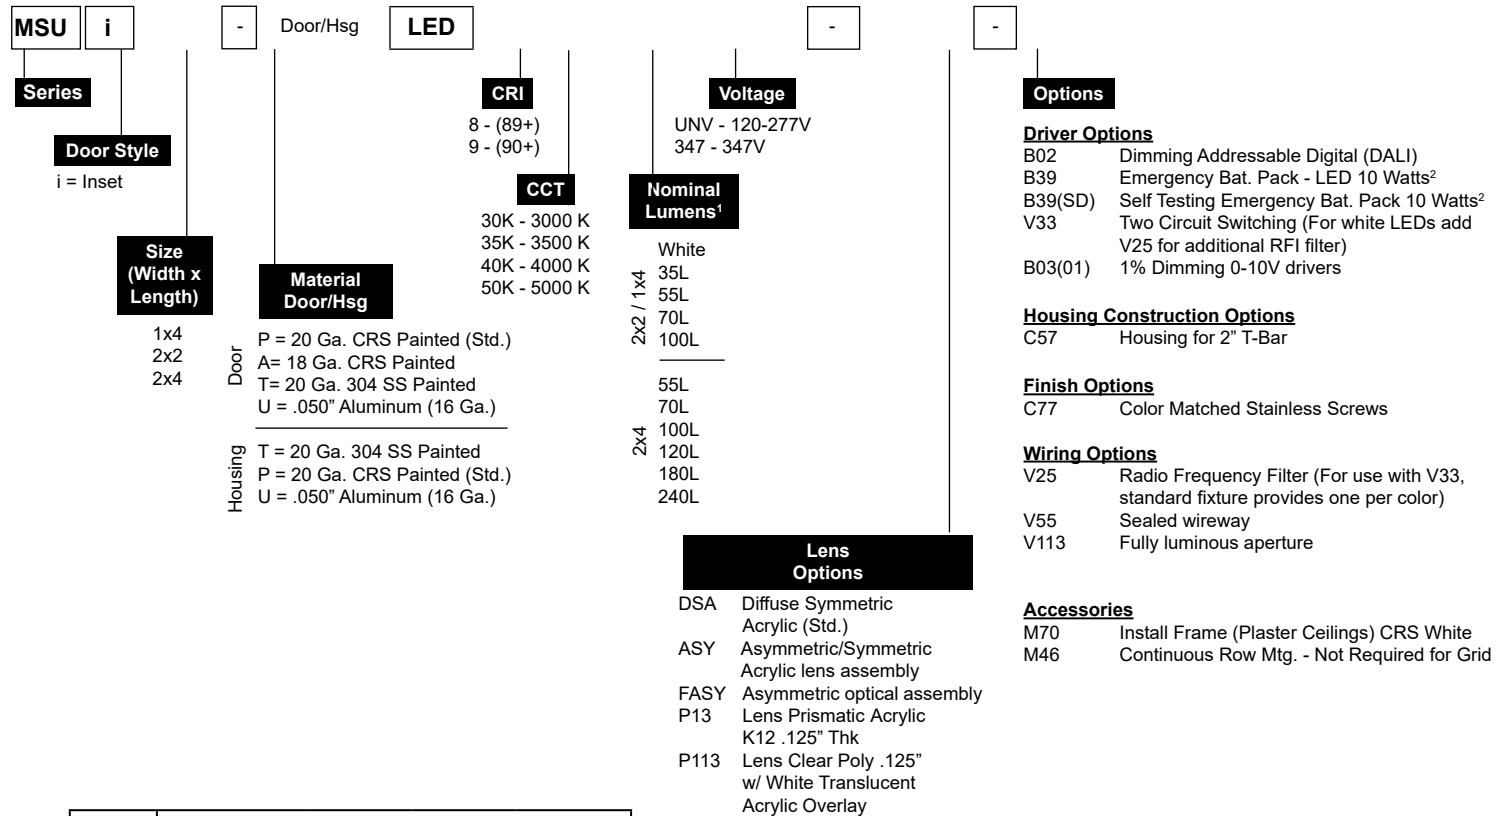 MSU i - Door/Hsg LED - -
Series
Door Style
i = Inset
Size
(Width x
Length)
1x4
2x2
2x4
Material
Door/Hsg
Door
P = 20 Ga. CRS Painted (Std.)
A= 18 Ga. CRS Painted
T= 20 Ga. 304 SS Painted
U = .050” Aluminum (16 Ga.)
Housing
T = 20 Ga. 304 SS Painted
P = 20 Ga. CRS Painted (Std.)
U = .050” Aluminum (16 Ga.)
CRI
8 - (89+)
9 - (90+)
CCT
30K - 3000 K
35K - 3500 K
40K - 4000 K
50K - 5000 K
Nominal
Lumens¹
White
2x2 / 1x4
35L
55L
70L
100L
2x4
55L
70L
100L
120L
180L
240L
Voltage
UNV - 120-277V
347 - 347V
Lens
Options
DSA Diffuse Symmetric
Acrylic (Std.)
ASY Asymmetric/Symmetric
Acrylic lens assembly
FASY Asymmetric optical assembly
P13 Lens Prismatic Acrylic
K12 .125” Thk
P113 Lens Clear Poly .125”
w/ White Translucent
Acrylic Overlay
Options
Driver Options
B02 Dimming Addressable Digital (DALI)
B39 Emergency Bat. Pack - LED 10 Watts²
B39(SD) Self Testing Emergency Bat. Pack 10 Watts²
V33 Two Circuit Switching (For white LEDs add
V25 for additional RFI filter)
B03(01) 1% Dimming 0-10V drivers
Housing Construction Options
C57 Housing for 2” T-Bar
Finish Options
C77 Color Matched Stainless Screws
Wiring Options
V25 Radio Frequency Filter (For use with V33,
standard fixture provides one per color)
V55 Sealed wireway
V113 Fully luminous aperture
Accessories
M70 Install Frame (Plaster Ceilings) CRS White
M46 Continuous Row Mtg. - Not Required for Grid